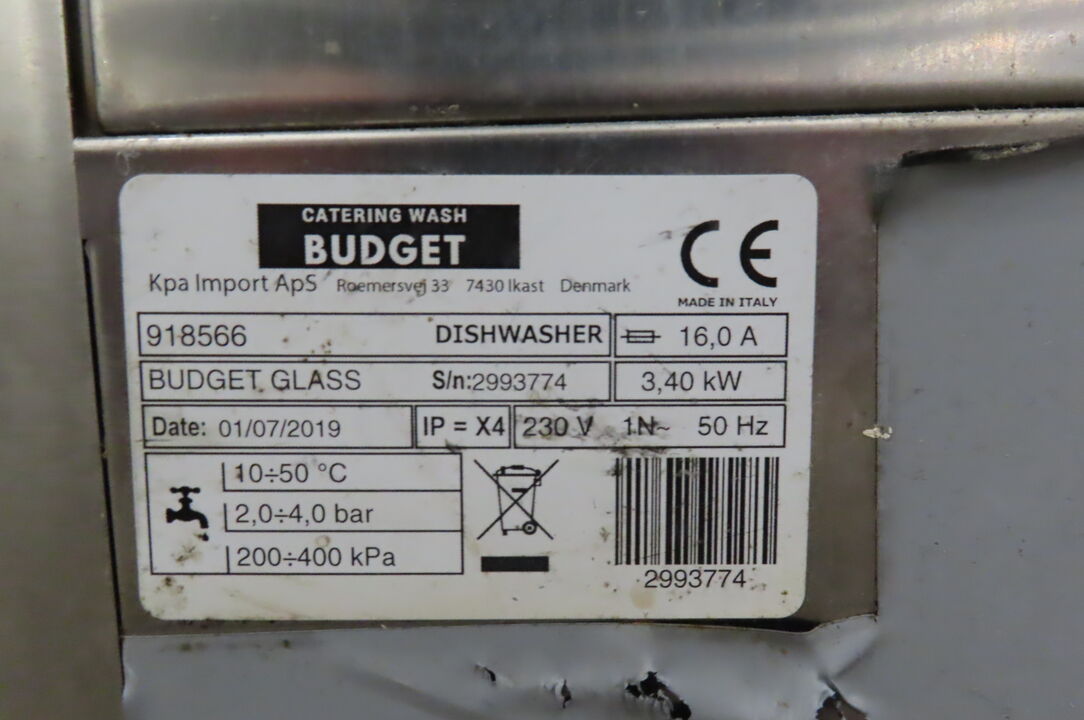 CATERING WASH
BUDGET
CE
Kpa Import ApS Roemersvej 33 7430 Ikast Denmark
MADE IN ITALY
918566 DISHWASHER 16,0 A
BUDGET GLASS S/n:2993774 3,40 kW
Date: 01/07/2019 IP = X4 230 V 1N~ 50 Hz
10÷50 °C
2,0÷4,0 bar
200÷400 kPa
2993774